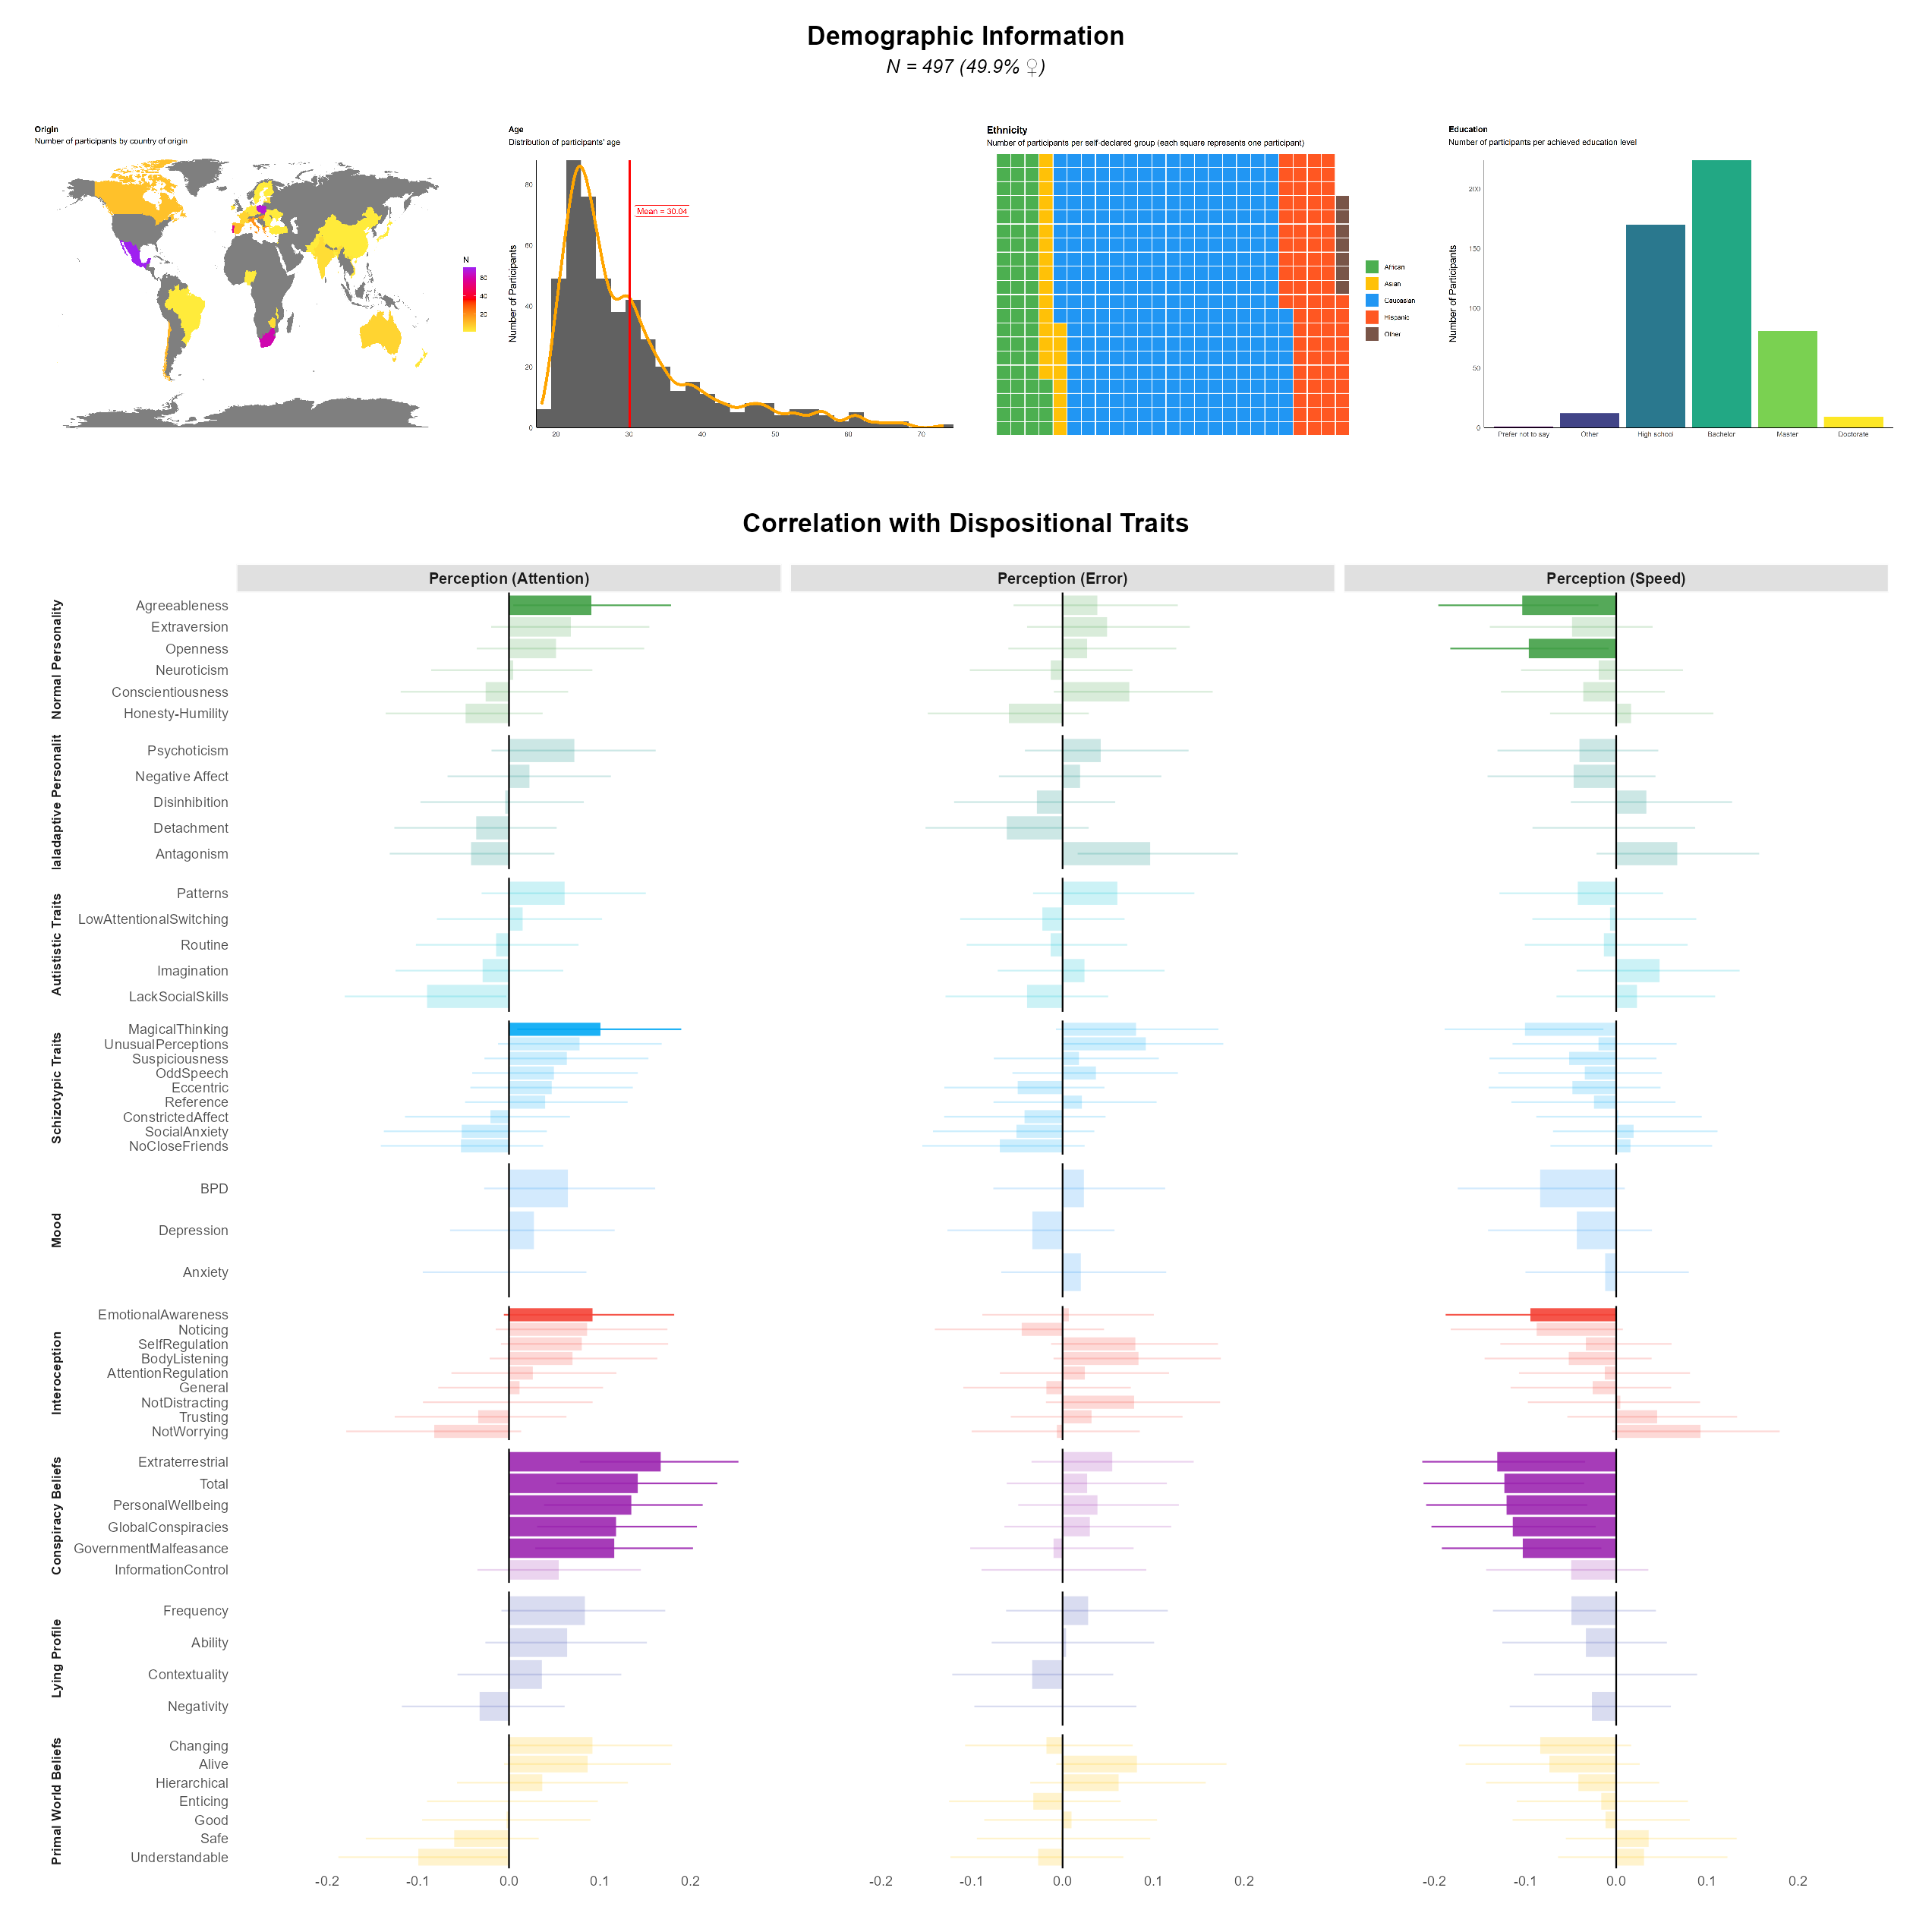 Demographic Information
N = 497 (49.9% ♀)
Origin
Number of participants by country of origin
N
60
40
20
Age
Distribution of participants' age
Number of Participants
80
60
40
20
0
Mean = 30.04
20 30 40 50 60 70
Ethnicity
Number of participants per self-declared group (each square represents one participant)
African
Asian
Caucasian
Hispanic
Other
Education
Number of participants per achieved education level
Number of Participants
200
150
100
50
0
Prefer not to say Other High school Bachelor Master Doctorate
Correlation with Dispositional Traits
Perception (Attention) Perception (Error) Perception (Speed)
Normal Personality
Agreeableness
Extraversion
Openness
Neuroticism
Conscientiousness
Honesty-Humility
laladaptive Personalit
Psychoticism
Negative Affect
Disinhibition
Detachment
Antagonism
Autististic Traits
Patterns
LowAttentionalSwitching
Routine
Imagination
LackSocialSkills
Schizotypic Traits
MagicalThinking
UnusualPerceptions
Suspiciousness
OddSpeech
Eccentric
Reference
ConstrictedAffect
SocialAnxiety
NoCloseFriends
Mood
BPD
Depression
Anxiety
Interoception
EmotionalAwareness
Noticing
SelfRegulation
BodyListening
AttentionRegulation
General
NotDistracting
Trusting
NotWorrying
Conspiracy Beliefs
Extraterrestrial
Total
PersonalWellbeing
GlobalConspiracies
GovernmentMalfeasance
InformationControl
Lying Profile
Frequency
Ability
Contextuality
Negativity
Primal World Beliefs
Changing
Alive
Hierarchical
Enticing
Good
Safe
Understandable
-0.2 -0.1 0.0 0.1 0.2 -0.2 -0.1 0.0 0.1 0.2 -0.2 -0.1 0.0 0.1 0.2